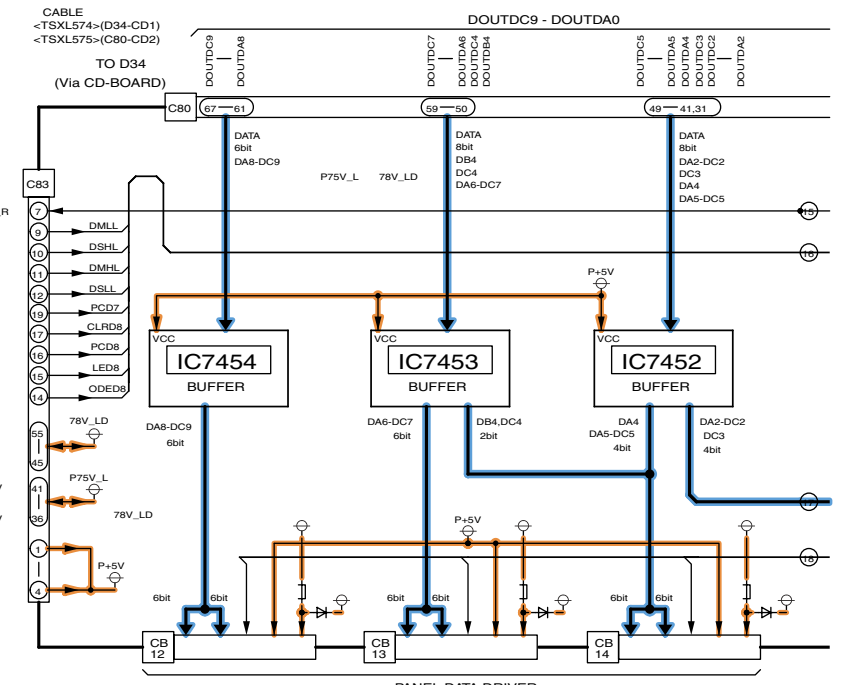 CABLE
<TSXL574>(D34-CD1)
<TSXL575>(C80-CD2)
TO D34
(Via CD-BOARD)
DOUTDC9 - DOUTDA0
DOUTDC9
DOUTDA8
DOUTDC7
DOUTDA6
DOUTDC4
DOUTDB4
DOUTDC5
DOUTDA5
DOUTDA4
DOUTDC3
DOUTDC2
DOUTDA2
C80
67 61
59 50
49 41,31
DATA
6bit
DA8-DC9
P75V_L 78V_LD
DATA
8bit
DB4
DC4
DA6-DC7
DATA
8bit
DA2-DC2
DC3
DA4
DA5-DC5
C83
_R
7
15
9 DMLL
10 DSHL
16
11 DMHL
12 DSLL
19 PCD7
17 CLRD8
16 PCD8
15 LED8
14 ODED8
P+5V
VCC
IC7454
BUFFER
VCC
IC7453
BUFFER
VCC
IC7452
BUFFER
DA8-DC9
6bit
DA6-DC7
6bit
DB4,DC4
2bit
DA4
DA5-DC5
4bit
DA2-DC2
DC3
4bit
55
45
78V_LD
41
36
P75V_L
78V_LD
17
1
4
P+5V
P+5V
18
6bit 6bit
6bit 6bit
6bit 6bit
CB
12
CB
13
CB
14
PANEL DATA DRIVER